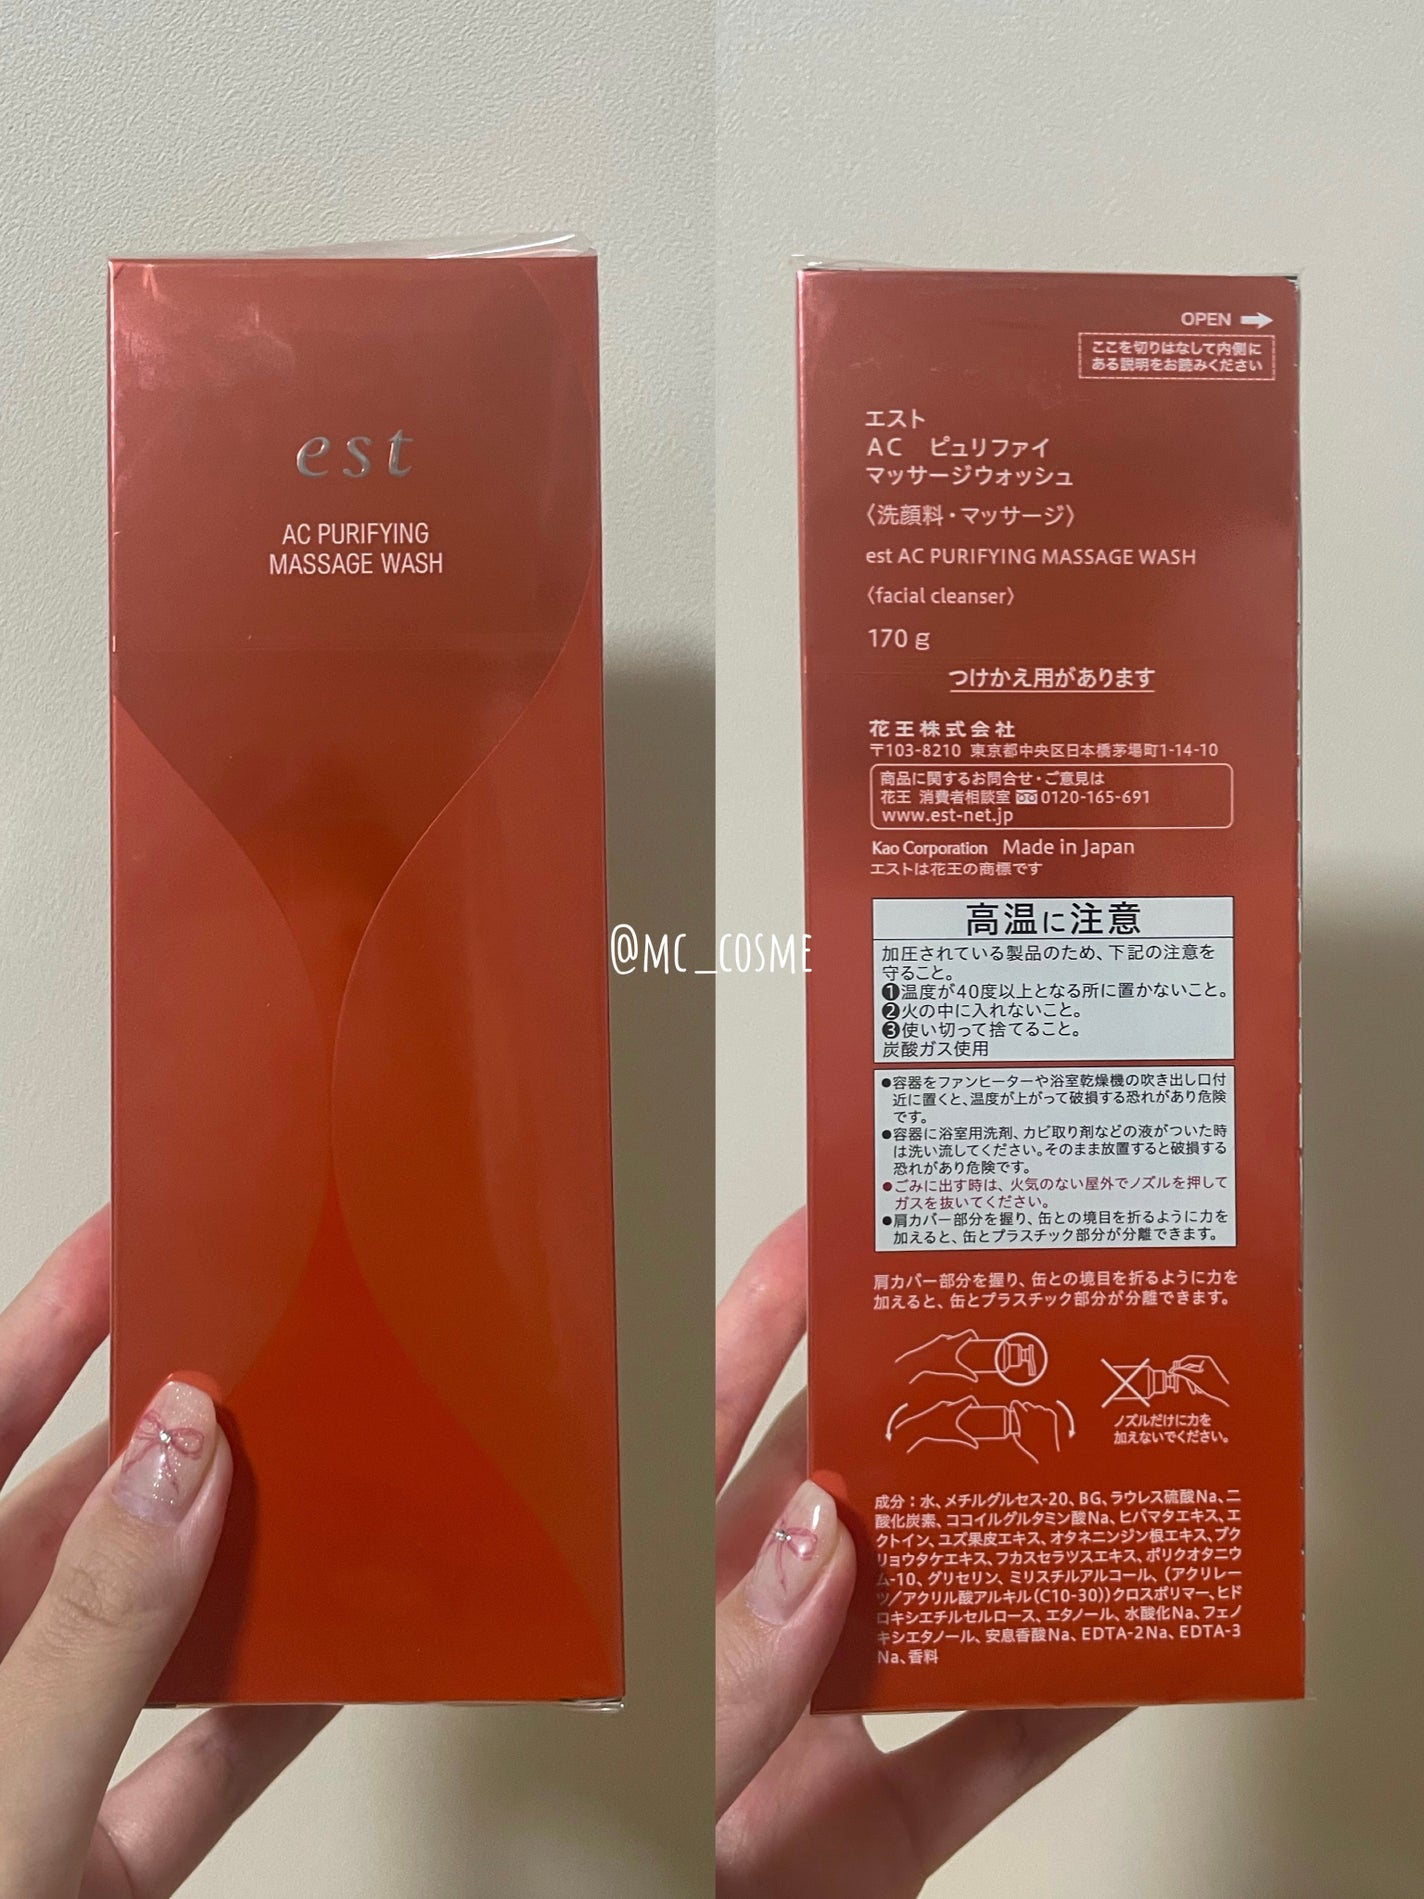 est
AC PURIFYING
MASSAGE WASH
@MC_COSME
OPEN
ここを切りはなして内側に
ある説明をお読みください
エスト
AC ピュリファイ
マッサージウォッシュ
〈洗顔料・マッサージ〉
est AC PURIFYING MASSAGE WASH
〈facial cleanser〉
170 g
つけかえ用があります
花王株式会社
〒103-8210 東京都中央区日本橋茅場町1-14-10
商品に関するお問合せ・ご意見は
花王 消費者相談室 0120-165-691
www.est-net.jp
Kao Corporation Made in Japan
エストは花王の商標です
高温に注意
加圧されている製品のため、下記の注意を
守ること。
❶温度が40度以上となる所に置かないこと。
❷火の中に入れないこと。
❸使い切って捨てること。
炭酸ガス使用
●容器をファンヒーターや浴室乾燥機の吹き出し口付
近に置くと、温度が上がって破損する恐れがあり危険
です。
●容器に浴室用洗剤、カビ取り剤などの液がついた時
は洗い流してください。そのまま放置すると破損する
恐れがあり危険です。
●ごみに出す時は、火気のない屋外でノズルを押して
ガスを抜いてください。
●肩カバー部分を握り、缶との境目を折るように力を
加えると、缶とプラスチック部分が分離できます。
肩カバー部分を握り、缶との境目を折るように力を
加えると、缶とプラスチック部分が分離できます。
ノズルだけに力を
加えないでください。
成分：水、メチルグルセス-20、BG、ラウレス硫酸Na、二
酸化炭素、ココイルグルタミン酸Na、ヒバマタエキス、エ
クトイン、ユズ果皮エキス、オタネニンジン根エキス、ブク
リョウタケエキス、フカスセラツスエキス、ポリクオタニウ
ム-10、グリセリン、ミリスチルアルコール、（アクリレー
ツ／アクリル酸アルキル(C10-30)）クロスポリマー、ヒド
ロキシエチルセルロース、エタノール、水酸化Na、フェノ
キシエタノール、安息香酸Na、EDTA-2Na、EDTA-3
Na、香料